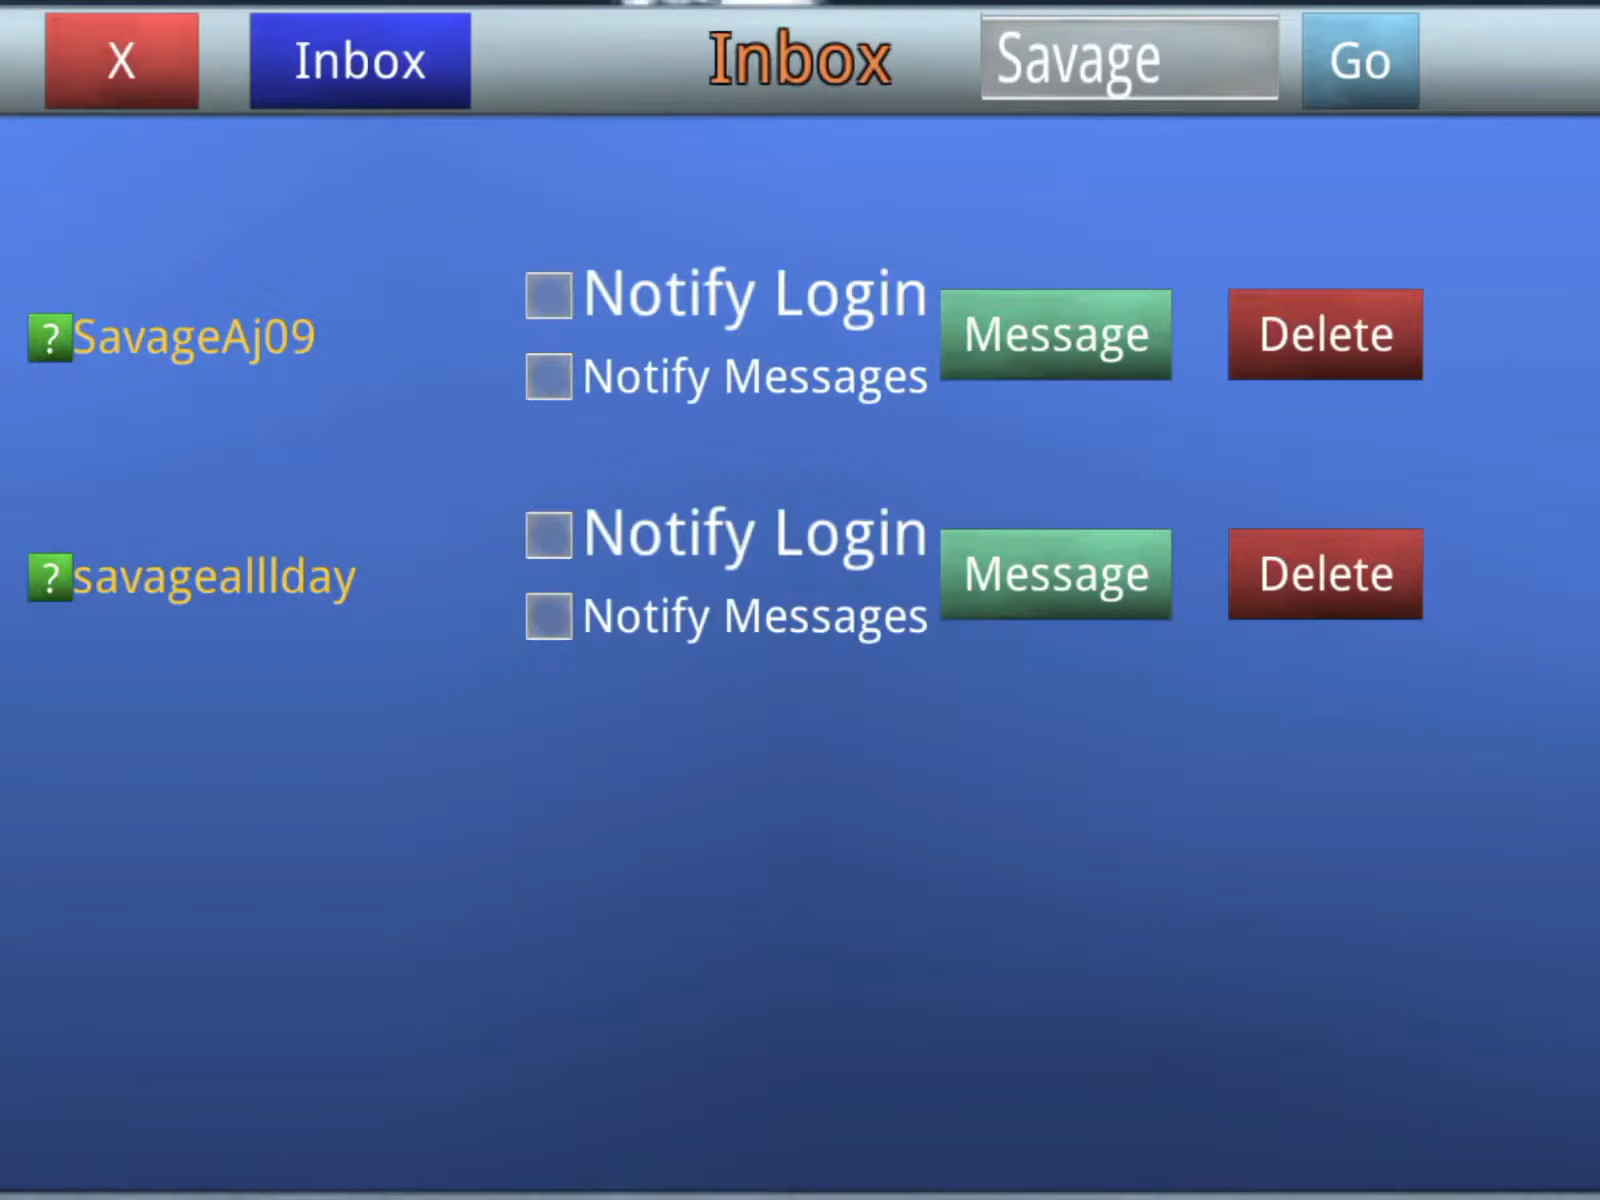 X Inbox Inbox Savage Go
? SavageAj09 Notify Login Message Delete
Notify Messages
? savagealllday Notify Login Message Delete
Notify Messages